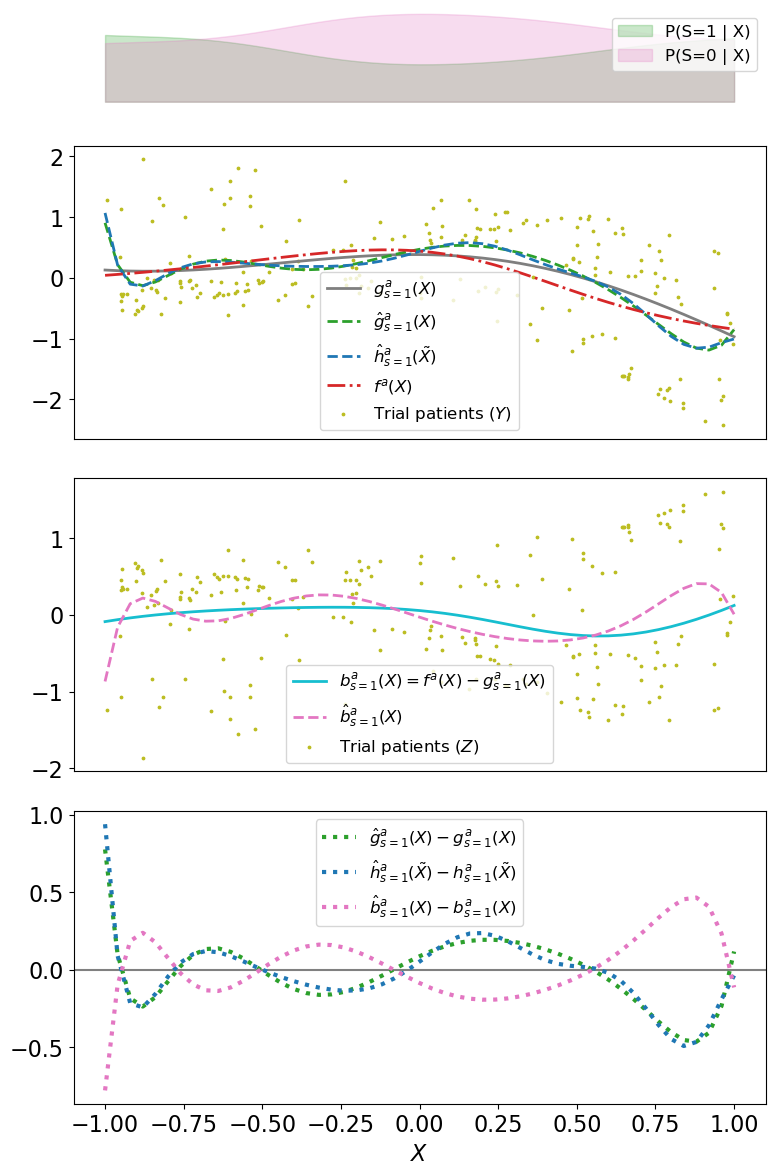 P(S=1 | X)
P(S=0 | X)
2
1
0
−1
−2
g^a_{s=1}(X)
ĝ^a_{s=1}(X)
ĥ^a_{s=1}(X̃)
f^a(X)
Trial patients (Y)
1
0
−1
−2
b^a_{s=1}(X) = f^a(X) − g^a_{s=1}(X)
b̂^a_{s=1}(X)
Trial patients (Z)
1.0
0.5
0.0
−0.5
ĝ^a_{s=1}(X) − g^a_{s=1}(X)
ĥ^a_{s=1}(X̃) − h^a_{s=1}(X̃)
b̂^a_{s=1}(X) − b^a_{s=1}(X)
−1.00 −0.75 −0.50 −0.25 0.00 0.25 0.50 0.75 1.00
X